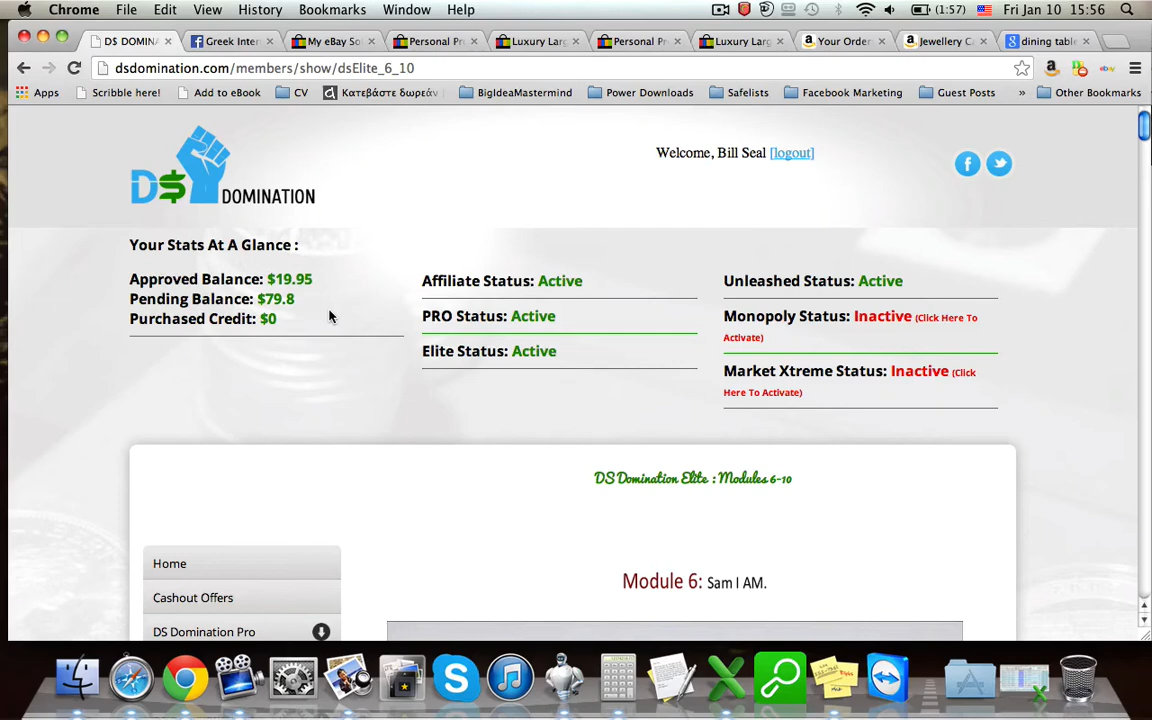 Chrome File Edit View History Bookmarks Window Help (1:57) Fri Jan 10 15:56
D$ DOMINA Greek Inter My eBay So Personal Pr Luxury Larg Personal Pr Luxury Larg Your Order Jewellery Ca dining table
dsdomination.com/members/show/dsElite_6_10
Apps Scribble here! Add to eBook CV Κατεβάστε δωρεάν BigIdeaMastermind Power Downloads Safelists Facebook Marketing Guest Posts » Other Bookmarks
Welcome, Bill Seal [logout]
D$ DOMINATION
Your Stats At A Glance :
Approved Balance: $19.95
Pending Balance: $79.8
Purchased Credit: $0
Affiliate Status: Active
PRO Status: Active
Elite Status: Active
Unleashed Status: Active
Monopoly Status: Inactive (Click Here To
Activate)
Market Xtreme Status: Inactive (Click
Here To Activate)
DS Domination Elite : Modules 6-10
Home
Cashout Offers
DS Domination Pro
Module 6: Sam I AM.